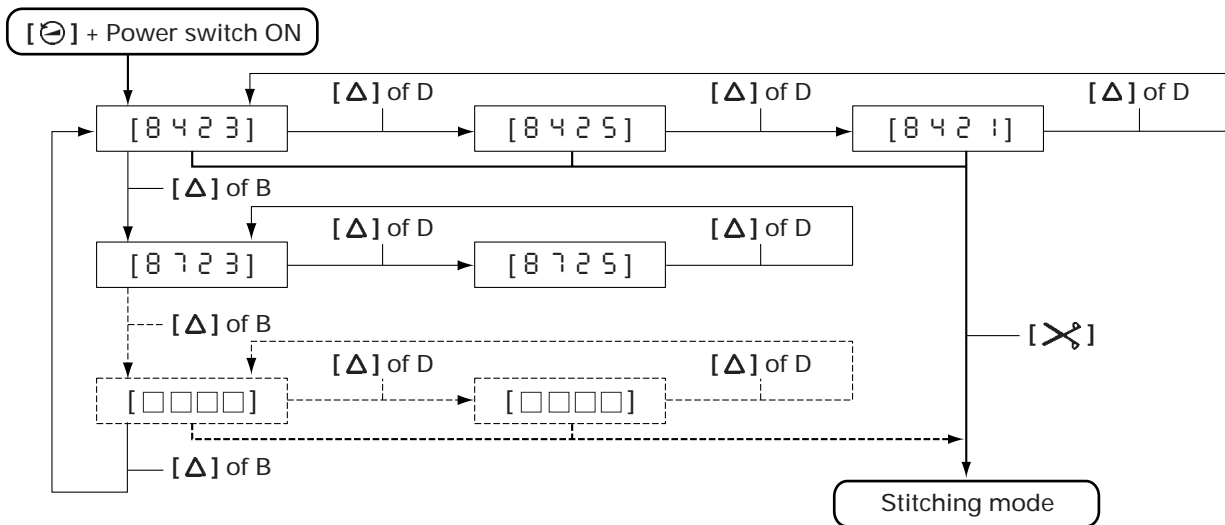 [ ] + Power switch ON
[Δ] of D
[Δ] of D
[Δ] of D
[8423]
[8425]
[8421]
[Δ] of B
[Δ] of D
[Δ] of D
[8723]
[8725]
[Δ] of B
[Δ] of D
[Δ] of D
[□□□□]
[□□□□]
[✂]
[Δ] of B
Stitching mode